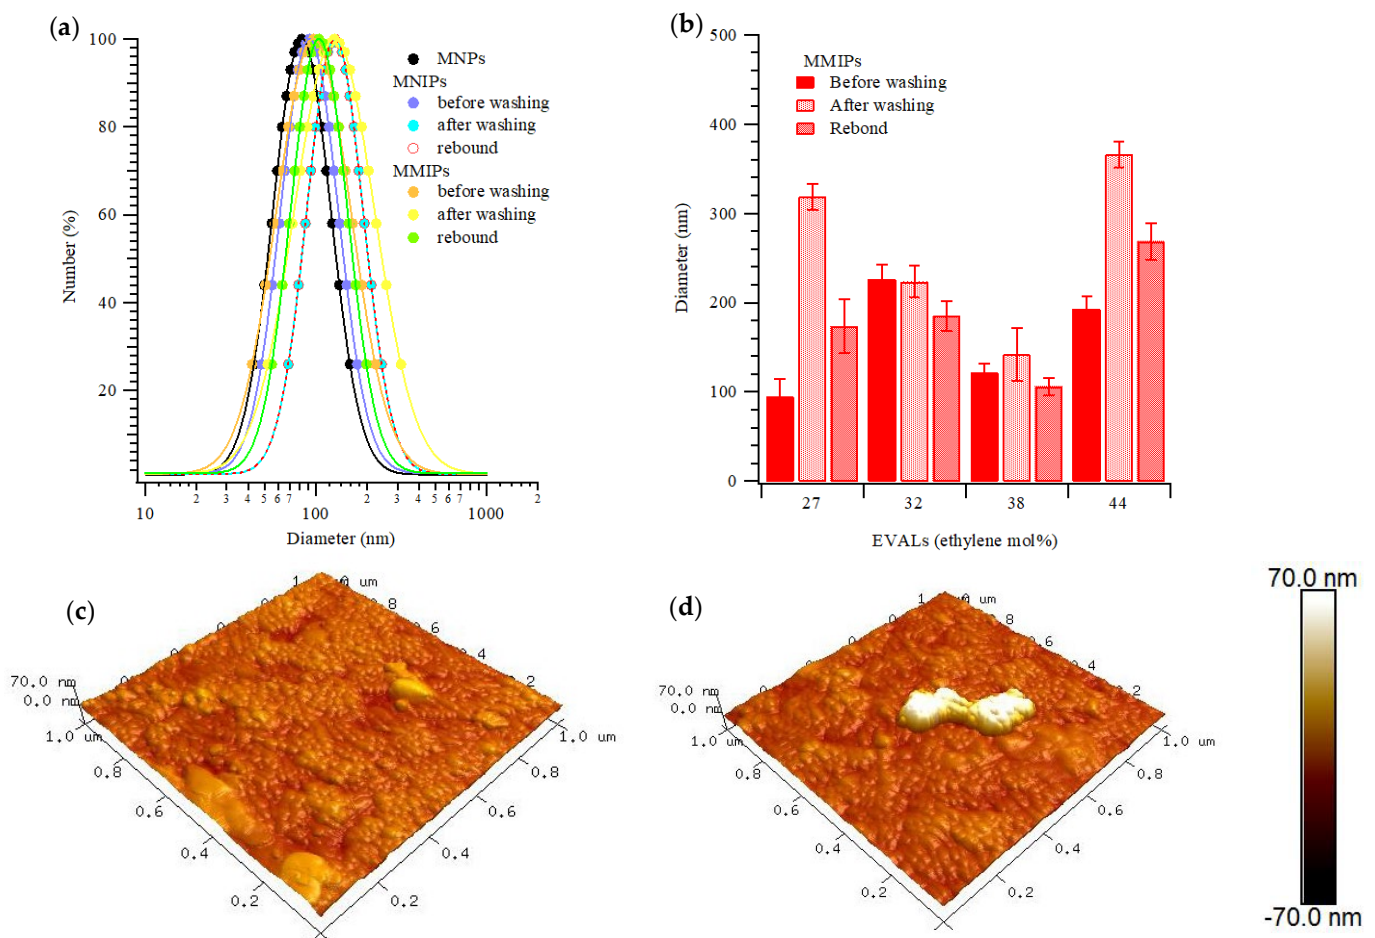 (a)
100
80
60
40
20
Number (%)
MNPs
MNIPs
before washing
after washing
rebound
MMIPs
before washing
after washing
rebound
2 3 4 5 6 7 2 3 4 5 6 7 2
10 100 1000
Diameter (nm)
(b)
500
400
300
200
100
0
Diameter (nm)
MMIPs
Before washing
After washing
Rebond
27 32 38 44
EVALs (ethylene mol%)
(c)
70.0 nm
0.0 nm
1.0 um
0.8
0.6
0.4
0.2
0.2
0.4
0.6
0.8
1.0 um
(d)
70.0 nm
0.0 nm
1.0 um
0.8
0.6
0.4
0.2
0.2
0.4
0.6
0.8
1.0 um
70.0 nm
-70.0 nm